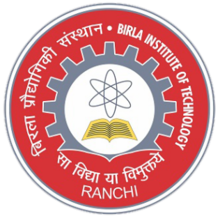 बिरला प्रौद्योगिकी संस्थान • BIRLA INSTITUTE OF TECHNOLOGY
सा विद्या या विमुक्तये
RANCHI